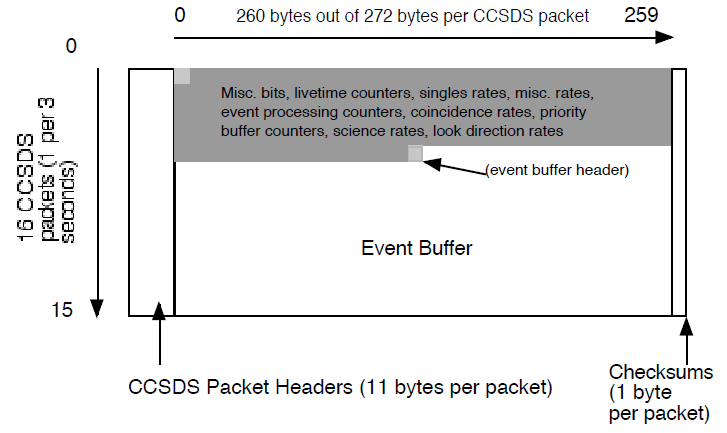 0
260 bytes out of 272 bytes per CCSDS packet
259
0
16 CCSDS
packets (1 per 3
seconds)
Misc. bits, livetime counters, singles rates, misc. rates,
event processing counters, coincidence rates, priority
buffer counters, science rates, look direction rates
(event buffer header)
Event Buffer
15
CCSDS Packet Headers (11 bytes per packet)
Checksums
(1 byte
per packet)